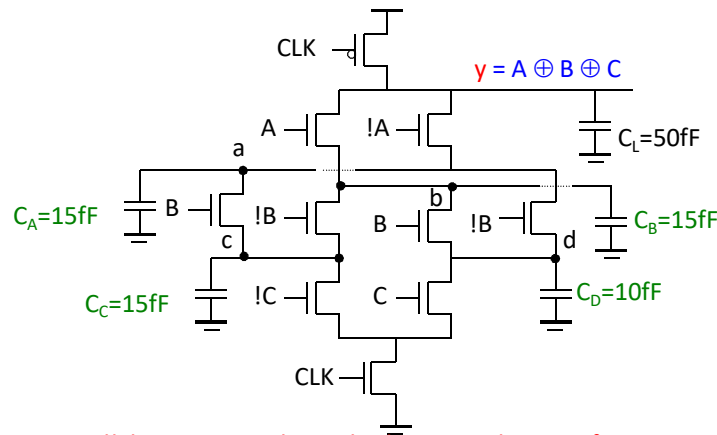 CLK
y = A ⊕ B ⊕ C
A
!A
C_L=50fF
a
C_A=15fF
B
!B
b
B
!B
d
C_B=15fF
c
C_C=15fF
!C
C
C_D=10fF
CLK